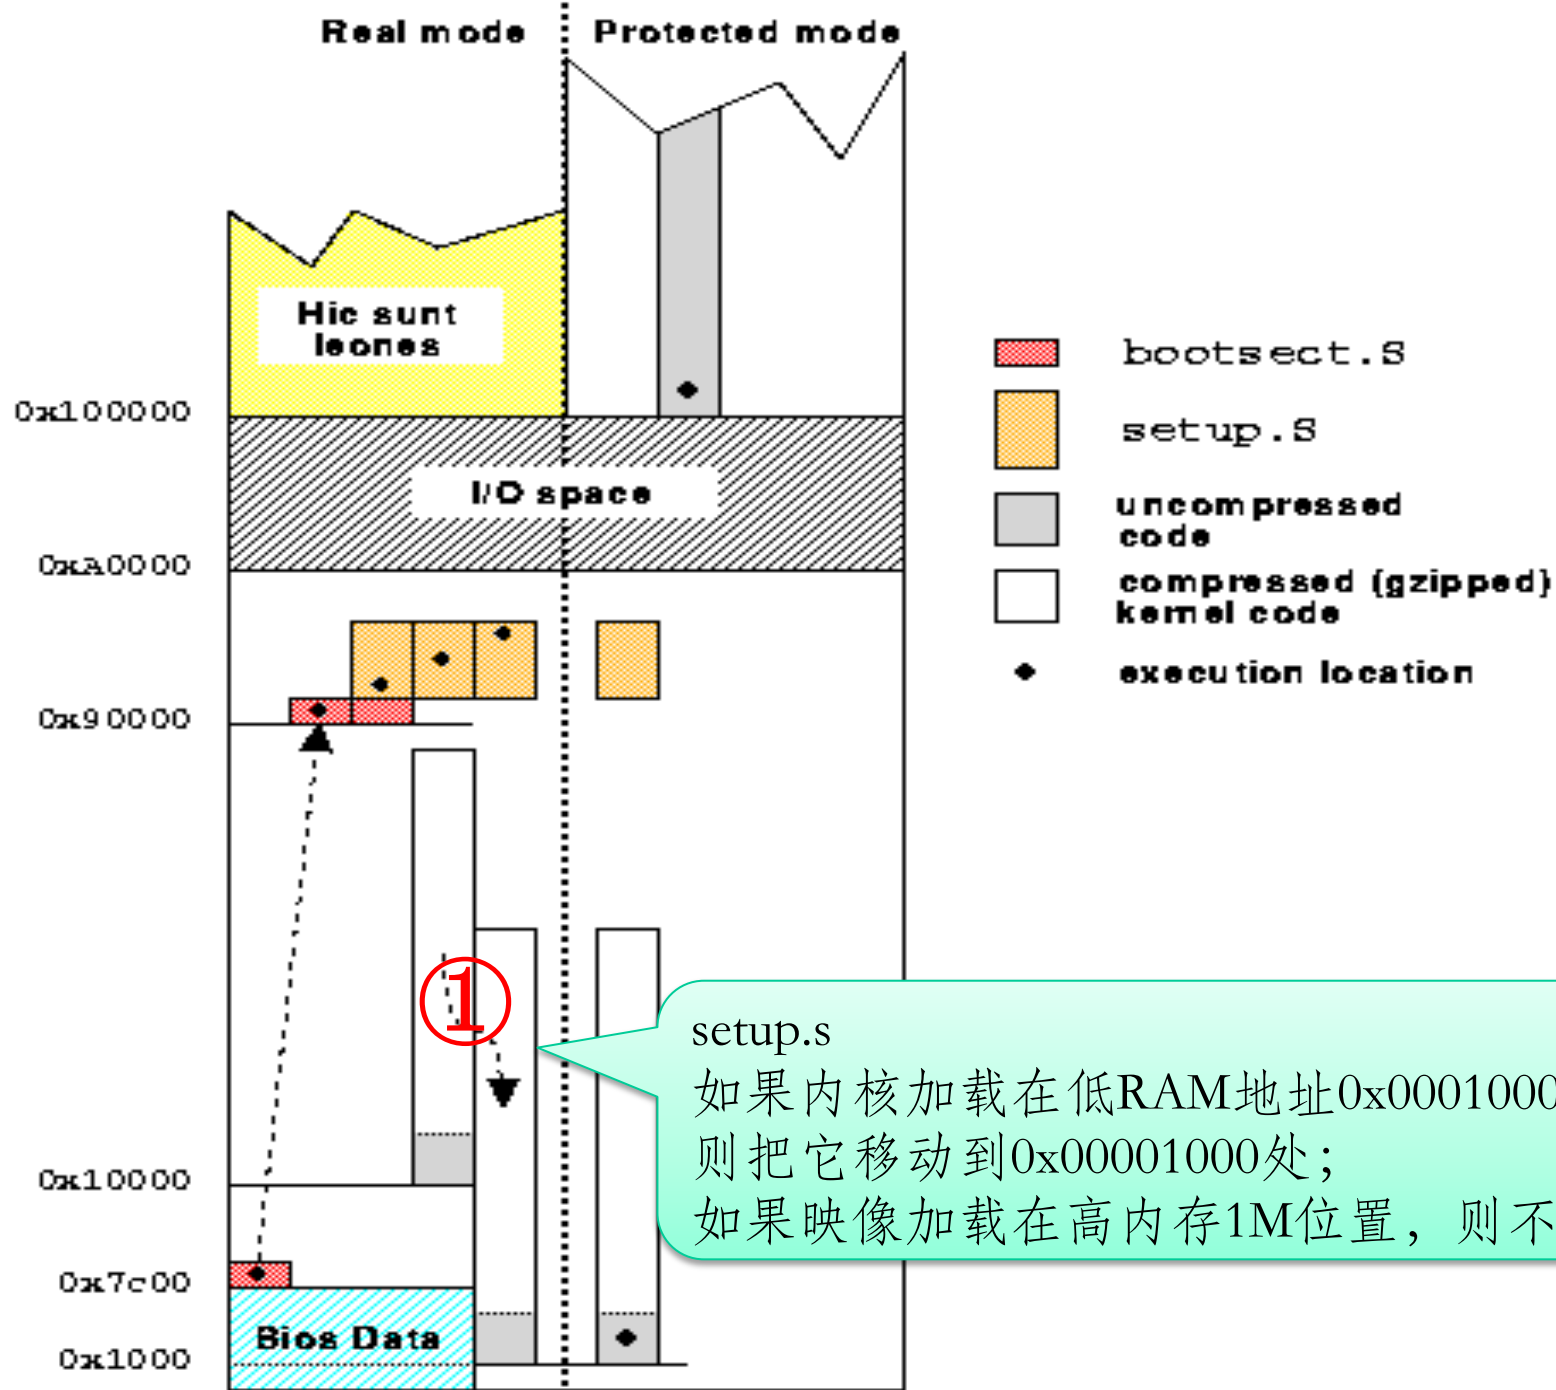 Real mode
Protected mode
Hic sunt
leones
0x100000
I/O space
0xA0000
0x90000
0x10000
0x7c00
Bios Data
0x1000
bootsect.S
setup.S
uncompressed
code
compressed (gzipped)
kernel code
execution location
①
setup.s
如果内核加载在低RAM地址0x0001000
则把它移动到0x00001000处；
如果映像加载在高内存1M位置，则不